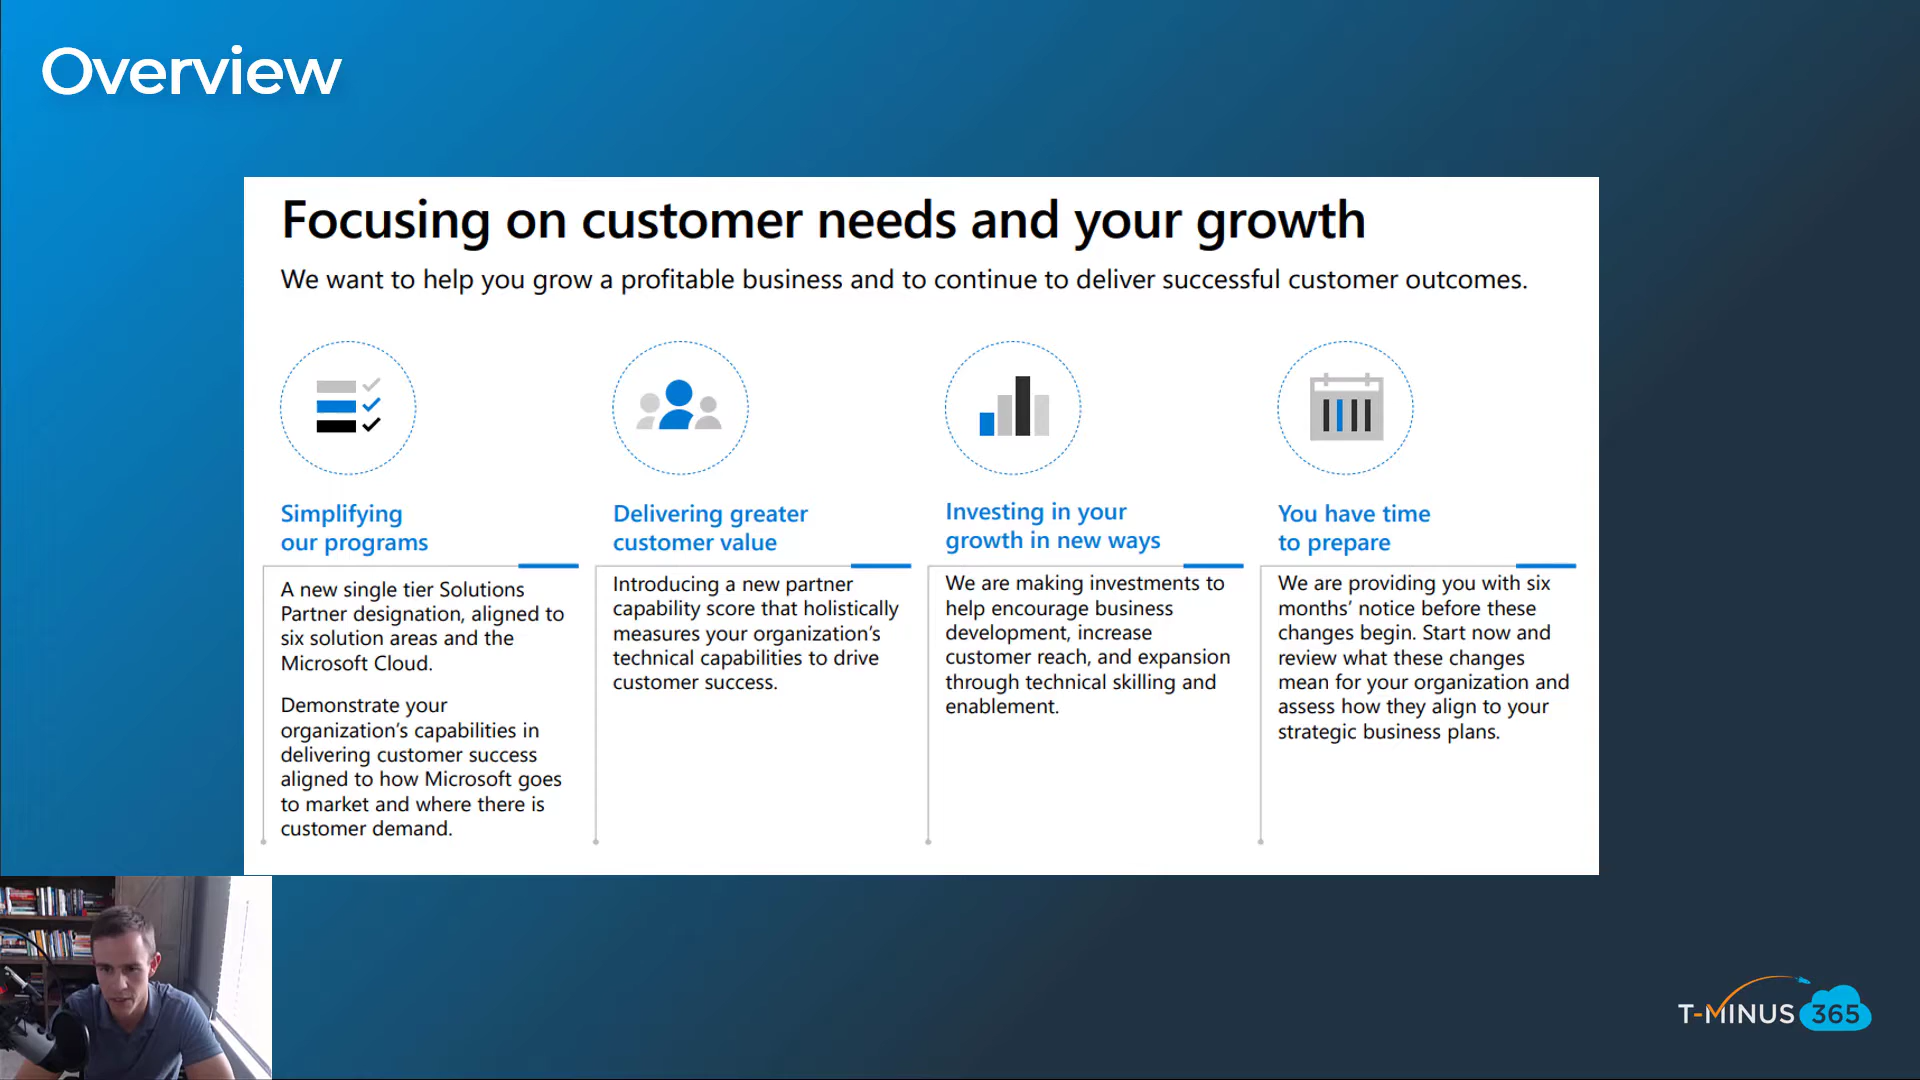 Overview
Focusing on customer needs and your growth
We want to help you grow a profitable business and to continue to deliver successful customer outcomes.
Simplifying
our programs
A new single tier Solutions
Partner designation, aligned to
six solution areas and the
Microsoft Cloud.
Demonstrate your
organization’s capabilities in
delivering customer success
aligned to how Microsoft goes
to market and where there is
customer demand.
Delivering greater
customer value
Introducing a new partner
capability score that holistically
measures your organization’s
technical capabilities to drive
customer success.
Investing in your
growth in new ways
We are making investments to
help encourage business
development, increase
customer reach, and expansion
through technical skilling and
enablement.
You have time
to prepare
We are providing you with six
months’ notice before these
changes begin. Start now and
review what these changes
mean for your organization and
assess how they align to your
strategic business plans.
T-MINUS 365